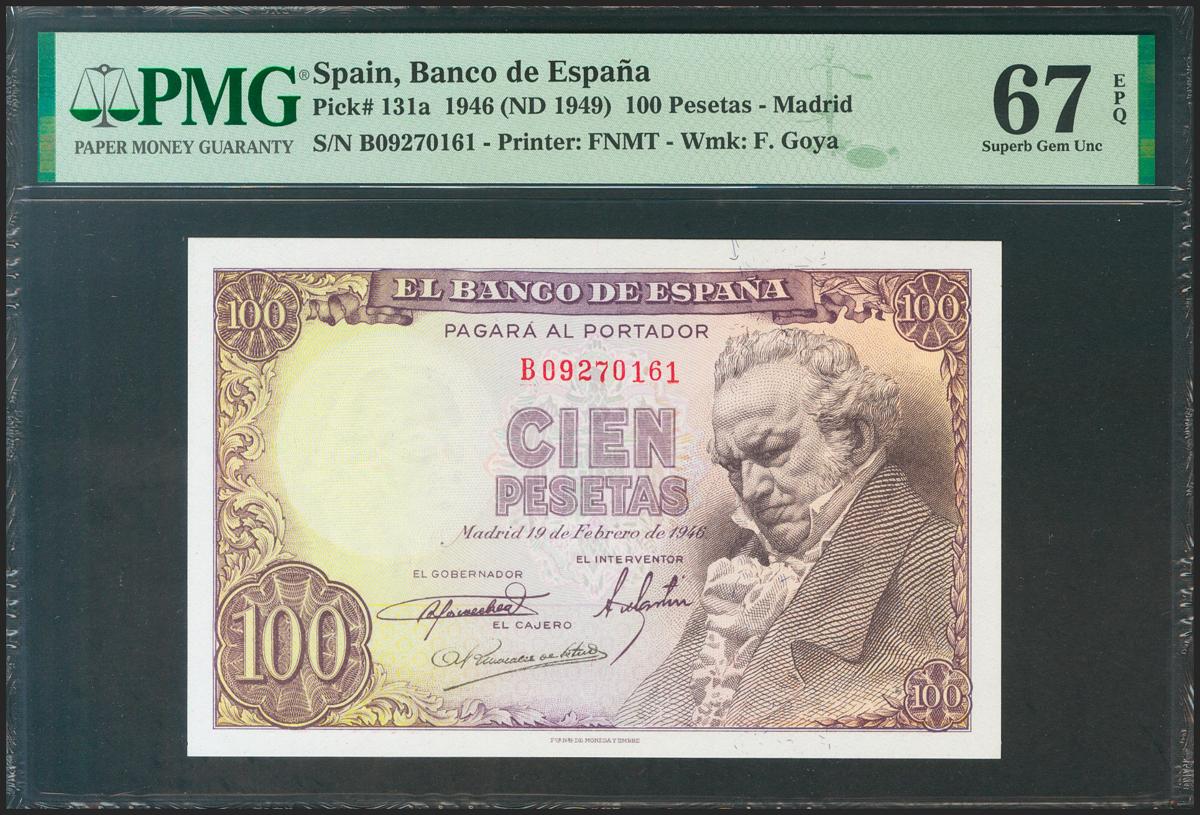 PMG® Spain, Banco de España
Pick# 131a 1946 (ND 1949) 100 Pesetas - Madrid
PAPER MONEY GUARANTY S/N B09270161 - Printer: FNMT - Wmk: F. Goya
67 EPQ
Superb Gem Unc
100 EL BANCO DE ESPAÑA 100
PAGARÁ AL PORTADOR
B09270161
CIEN
PESETAS
Madrid 19 de Febrero de 1946
EL INTERVENTOR
EL GOBERNADOR
EL CAJERO
100 100